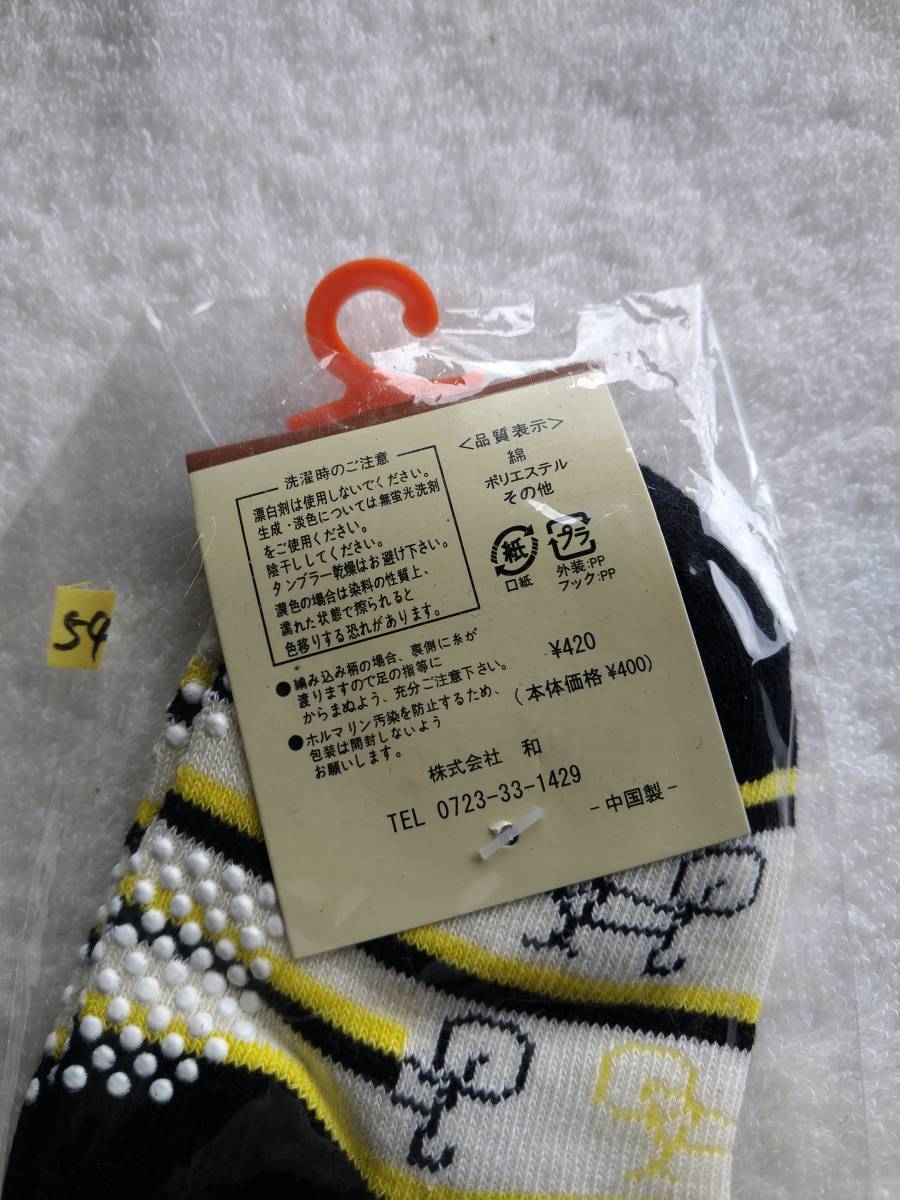 洗濯時のご注意
漂白剤は使用しないでください。
生成・淡色については無蛍光洗剤
をご使用ください。
陰干ししてください。
タンブラー乾燥はお避け下さい。
濃色の場合は染料の性質上、
濡れた状態で擦られると
色移りする恐れがあります。
●編み込み柄の場合、裏側に糸が
渡りますので足の指等に
からまぬよう、充分ご注意下さい。
●ホルマリン汚染を防止するため、
包装は開封しないよう
お願いします。
<品質表示>
綿
ポリエステル
その他
紙
プラ
口紙
外装:PP
フック:PP
¥420
(本体価格¥400)
株式会社 和
TEL 0723-33-1429
-中国製-
59